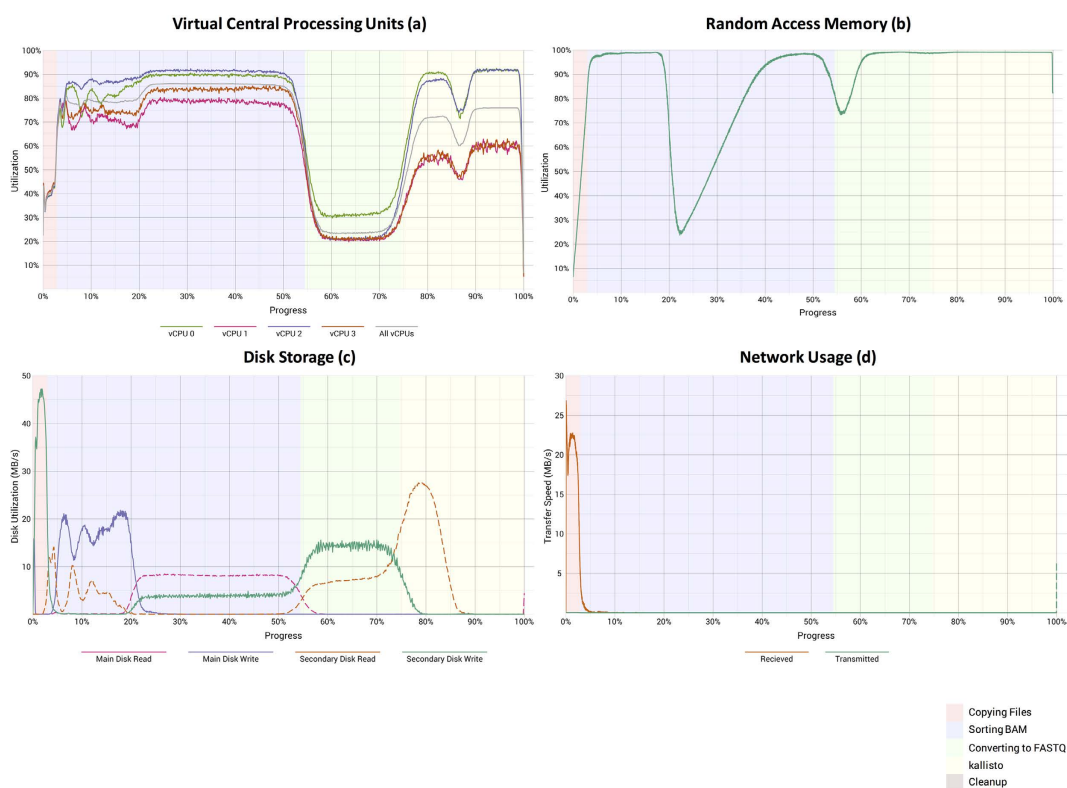 Virtual Central Processing Units (a)
100%
90%
80%
70%
60%
50%
40%
30%
20%
10%
Utilization
0% 10% 20% 30% 40% 50% 60% 70% 80% 90% 100%
Progress
vCPU 0 vCPU 1 vCPU 2 vCPU 3 All vCPUs
Random Access Memory (b)
100%
90%
80%
70%
60%
50%
40%
30%
20%
10%
Utilization
0% 10% 20% 30% 40% 50% 60% 70% 80% 90% 100%
Progress
Disk Storage (c)
50
40
30
20
10
Disk Utilization (MB/s)
0% 10% 20% 30% 40% 50% 60% 70% 80% 90% 100%
Progress
Main Disk Read Main Disk Write Secondary Disk Read Secondary Disk Write
Network Usage (d)
30
25
20
15
10
5
Transfer Speed (MB/s)
0% 10% 20% 30% 40% 50% 60% 70% 80% 90% 100%
Progress
Recieved Transmitted
Copying Files
Sorting BAM
Converting to FASTQ
kallisto
Cleanup